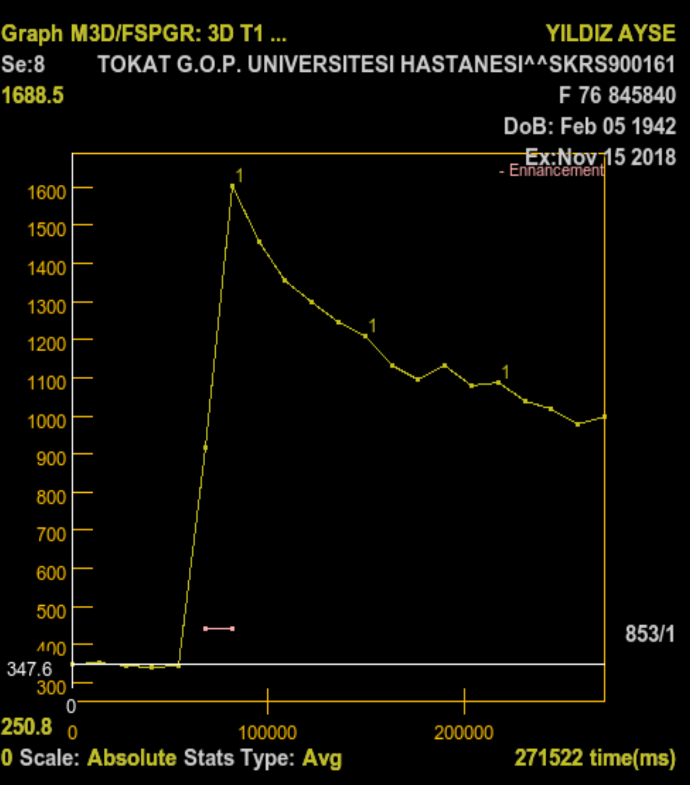 Graph M3D/FSPGR: 3D T1 ... YILDIZ AYSE
Se:8 TOKAT G.O.P. UNIVERSITESI HASTANESI^^SKRS900161
1688.5 F 76 845840
DoB: Feb 05 1942
Ex:Nov 15 2018
- Enhancement
1600 1
1500
1400
1300
1200 1
1100 1
1000
900
800
700
600
500
853/1
400
347.6
300
0
250.8
0 100000 200000
0 Scale: Absolute Stats Type: Avg 271522 time(ms)